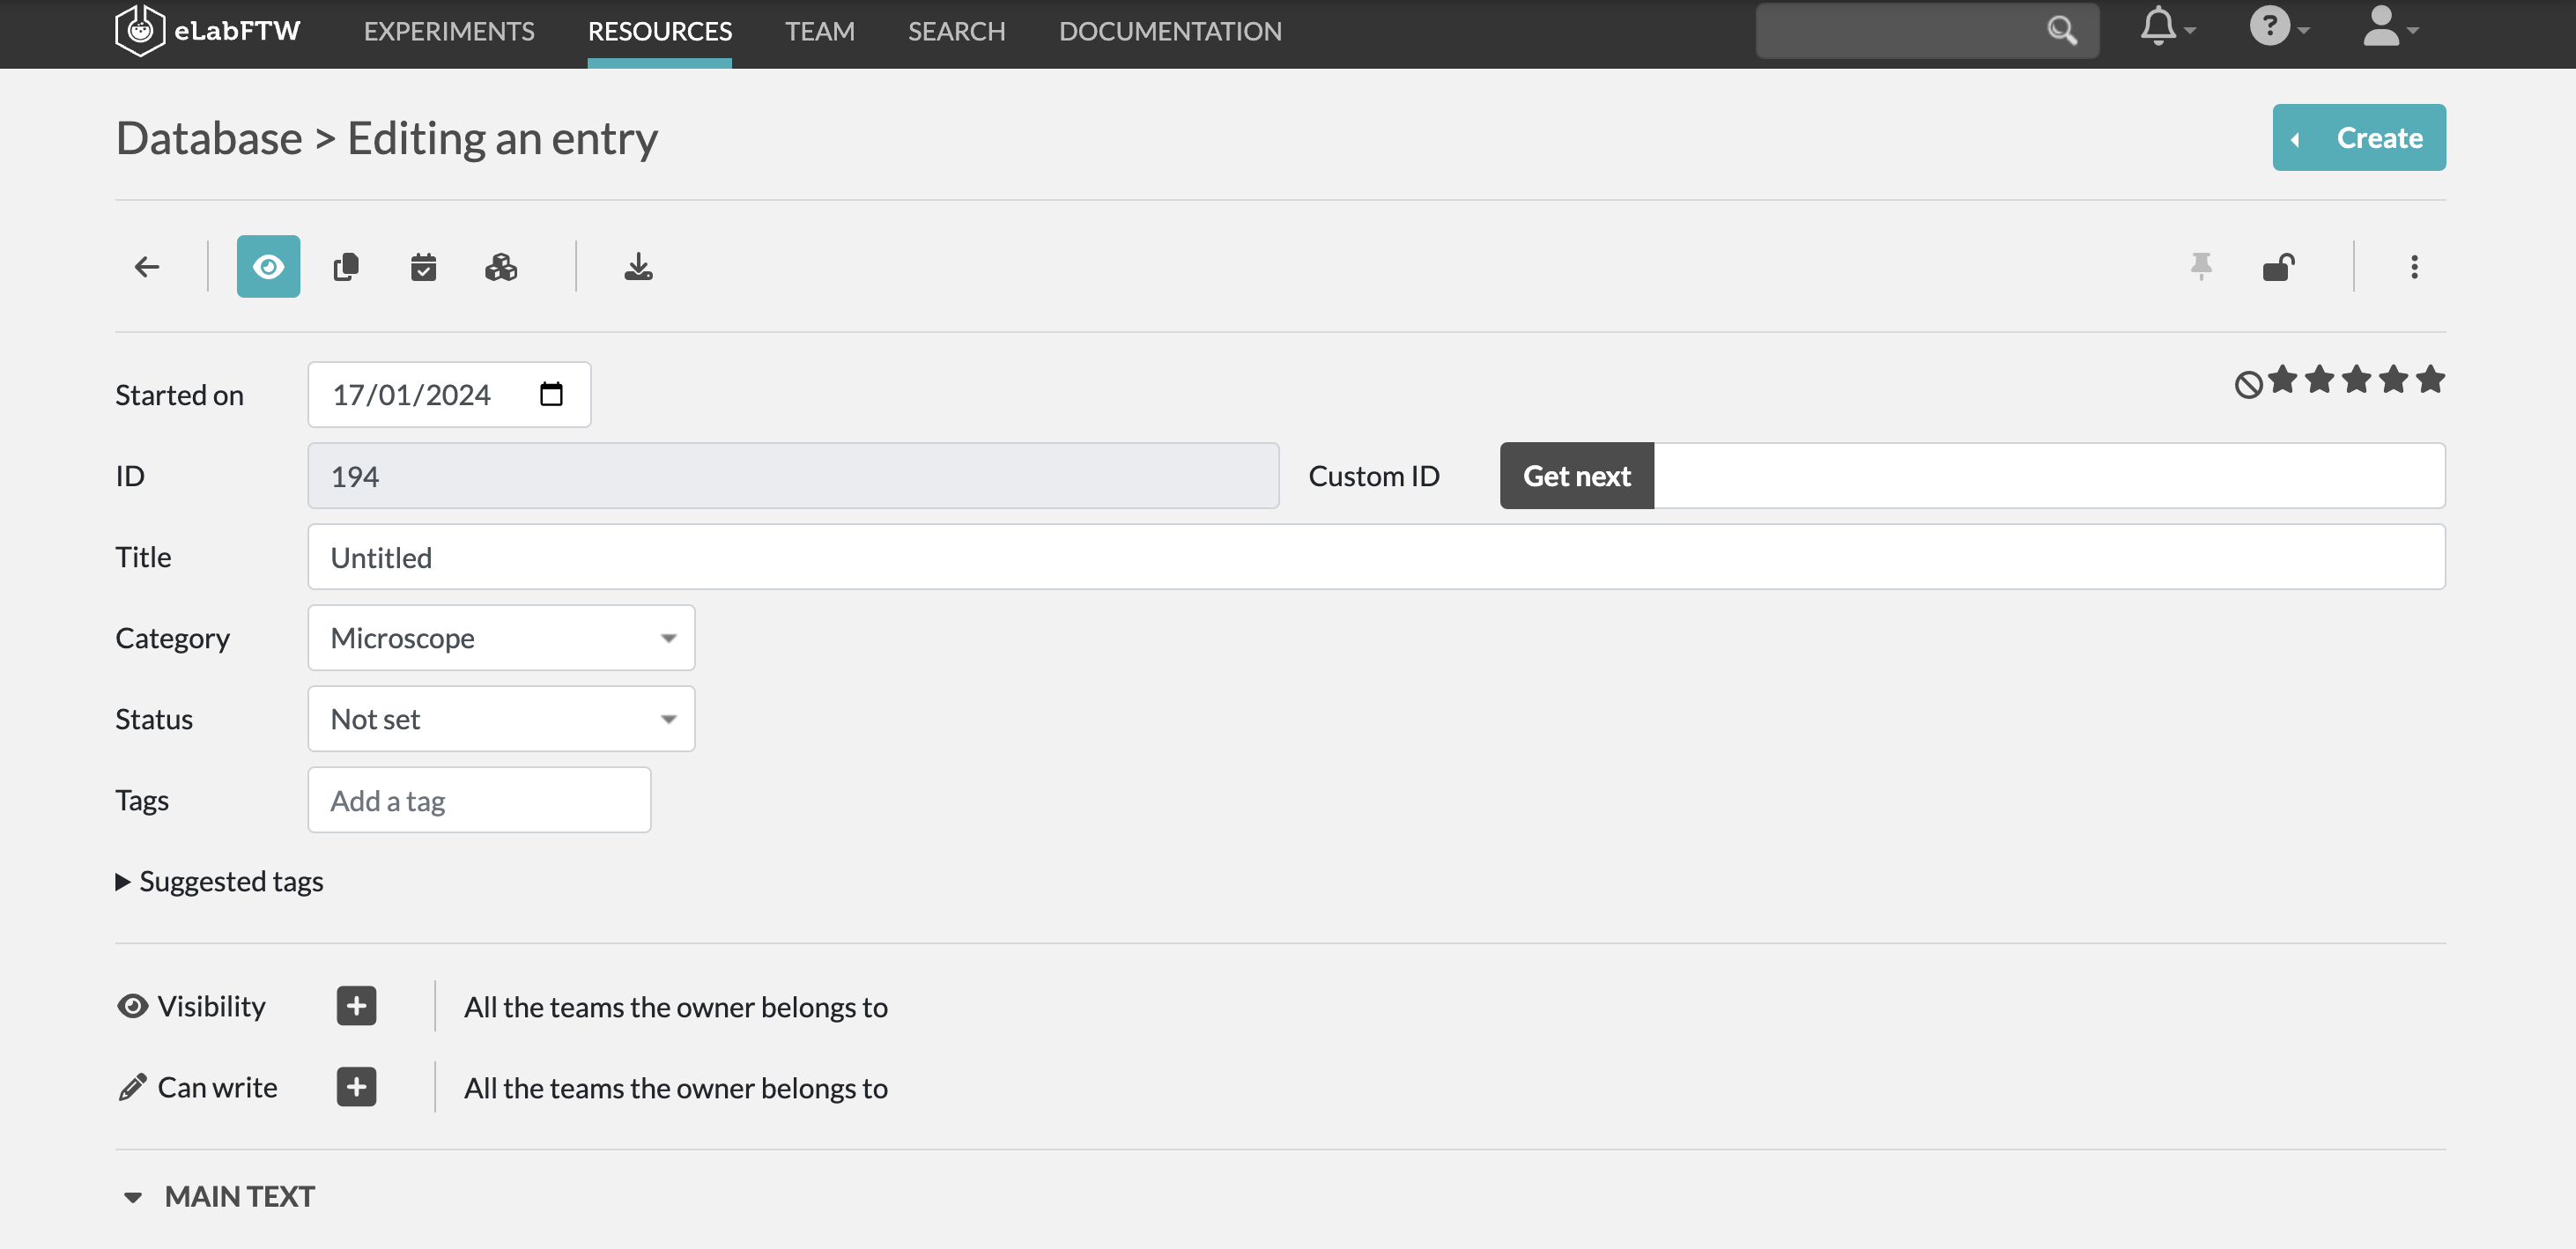 eLabFTW EXPERIMENTS RESOURCES TEAM SEARCH DOCUMENTATION ?
Database > Editing an entry Create
Started on 17/01/2024
ID 194 Custom ID Get next
Title Untitled
Category Microscope
Status Not set
Tags Add a tag
Suggested tags
Visibility All the teams the owner belongs to
Can write All the teams the owner belongs to
MAIN TEXT